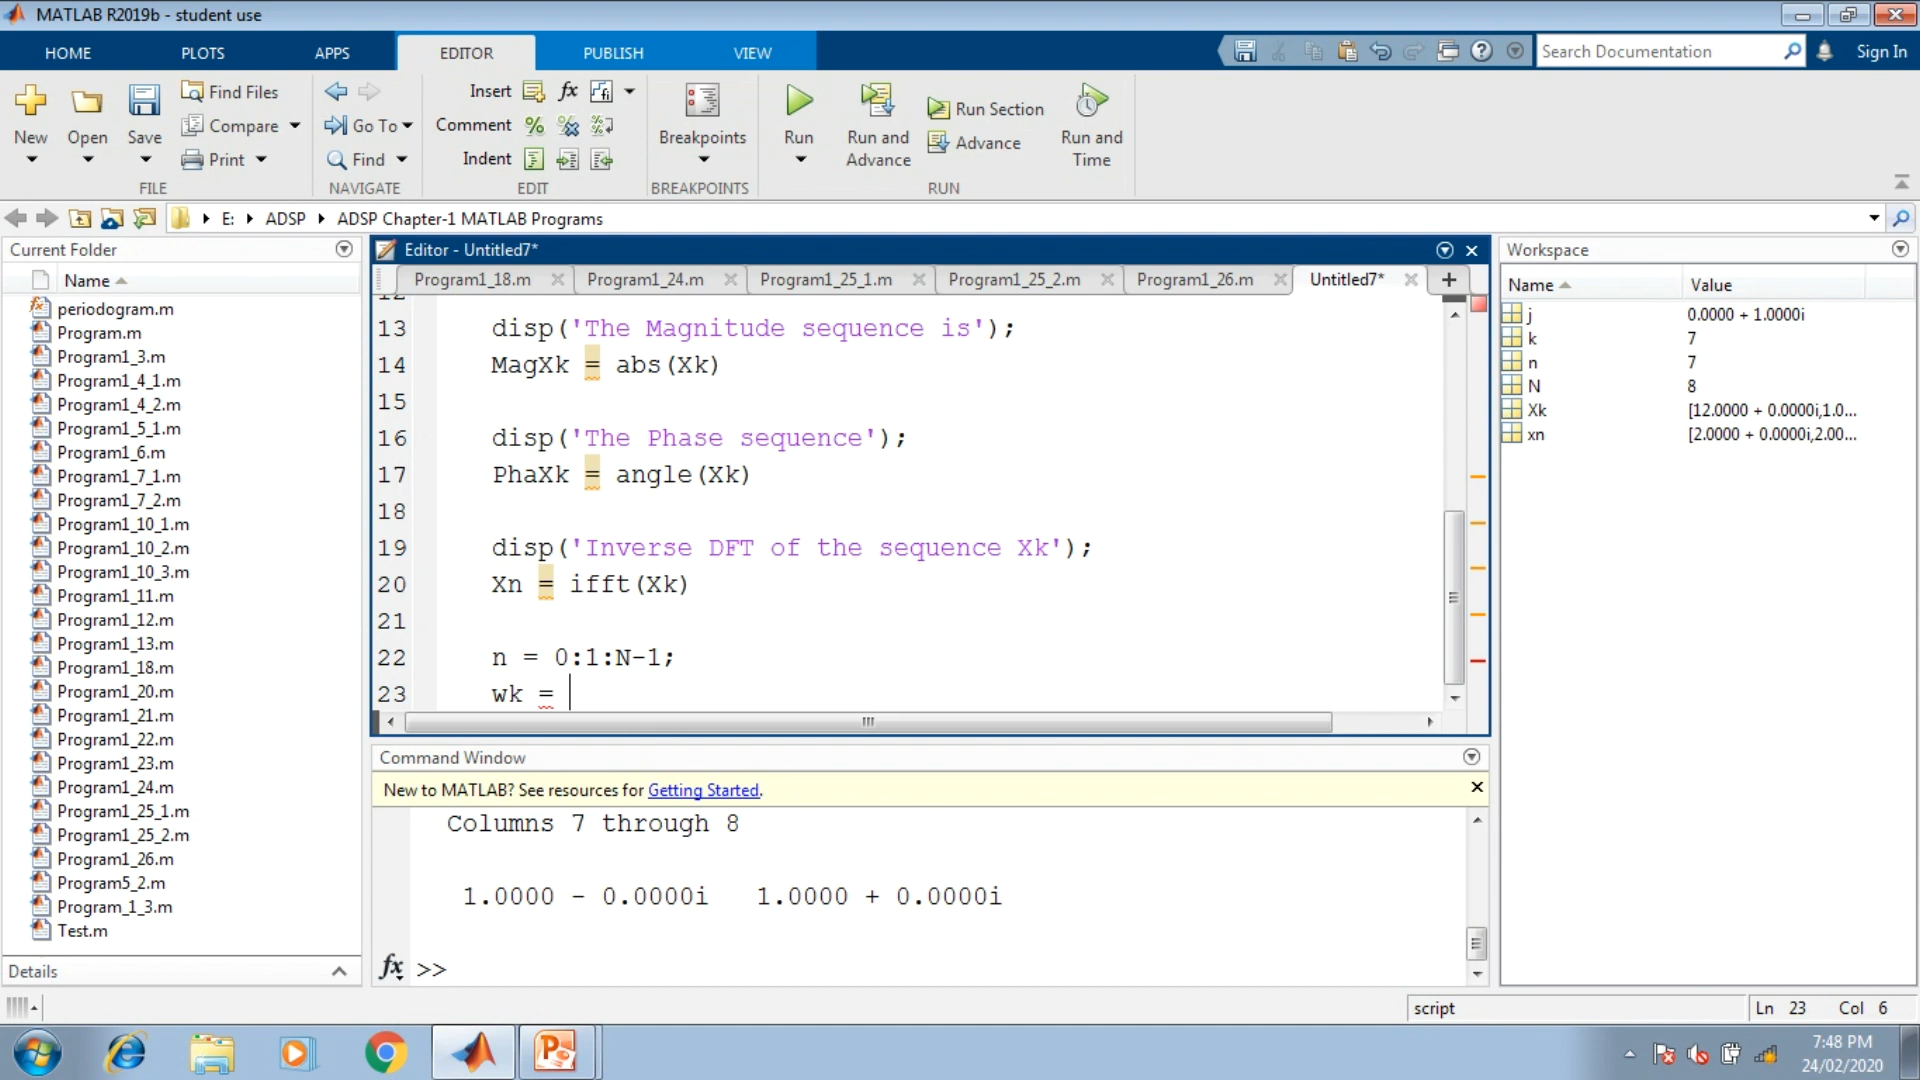 MATLAB R2019b - student use
HOME PLOTS APPS EDITOR PUBLISH VIEW Search Documentation Sign In
New Open Save Find Files Compare Print Go To Find Insert fx Comment Indent Breakpoints Run Run and Advance Run Section Advance Run and Time
FILE NAVIGATE EDIT BREAKPOINTS RUN
E: ADSP ADSP Chapter-1 MATLAB Programs
Current Folder
Name
periodogram.m
Program.m
Program1_3.m
Program1_4_1.m
Program1_4_2.m
Program1_5_1.m
Program1_6.m
Program1_7_1.m
Program1_7_2.m
Program1_10_1.m
Program1_10_2.m
Program1_10_3.m
Program1_11.m
Program1_12.m
Program1_13.m
Program1_18.m
Program1_20.m
Program1_21.m
Program1_22.m
Program1_23.m
Program1_24.m
Program1_25_1.m
Program1_25_2.m
Program1_26.m
Program5_2.m
Program_1_3.m
Test.m
Details
Editor - Untitled7*
Program1_18.m Program1_24.m Program1_25_1.m Program1_25_2.m Program1_26.m Untitled7*
12
13 disp('The Magnitude sequence is');
14 MagXk = abs(Xk)
15
16 disp('The Phase sequence');
17 PhaXk = angle(Xk)
18
19 disp('Inverse DFT of the sequence Xk');
20 Xn = ifft(Xk)
21
22 n = 0:1:N-1;
23 wk =
Command Window
New to MATLAB? See resources for Getting Started.
Columns 7 through 8
1.0000 - 0.0000i 1.0000 + 0.0000i
fx >>
Workspace
Name Value
j 0.0000 + 1.0000i
k 7
n 7
N 8
Xk [12.0000 + 0.0000i,1.0...
xn [2.0000 + 0.0000i,2.00...
script Ln 23 Col 6
7:48 PM
24/02/2020